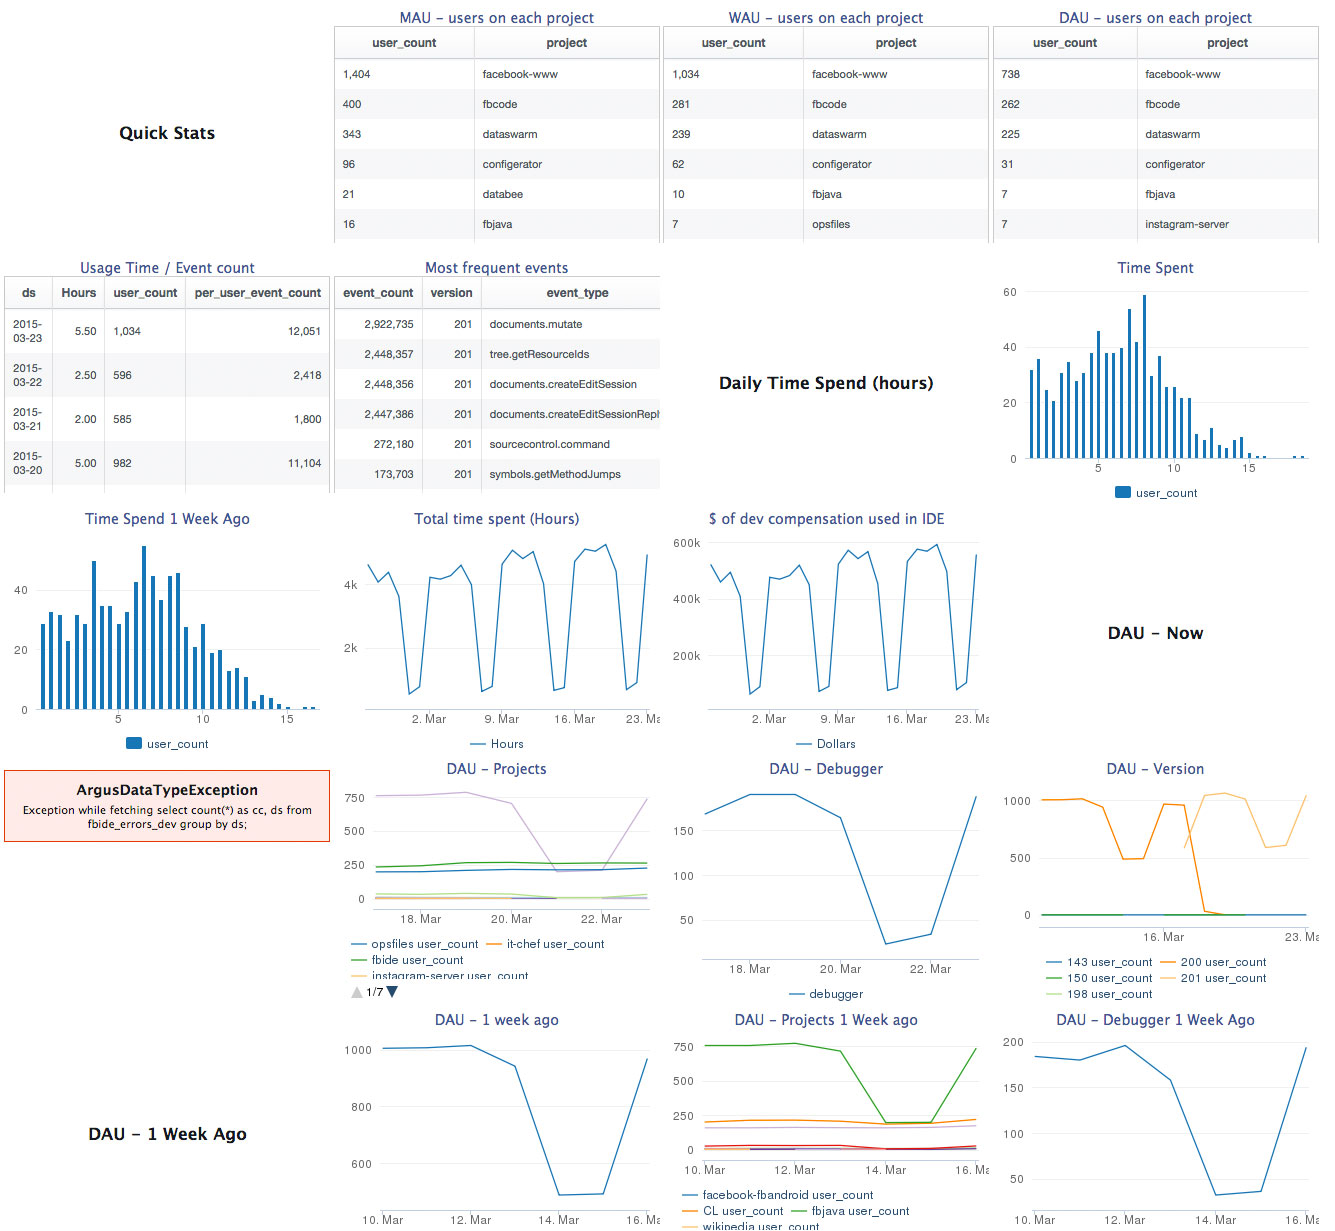 Quick Stats
MAU - users on each project
user_count project
1,404 facebook-www
400 fbcode
343 dataswarm
96 configerator
21 databee
16 fbjava
WAU - users on each project
user_count project
1,034 facebook-www
281 fbcode
239 dataswarm
62 configerator
10 fbjava
7 opsfiles
DAU - users on each project
user_count project
738 facebook-www
262 fbcode
225 dataswarm
31 configerator
7 fbjava
7 instagram-server
Usage Time / Event count
ds Hours user_count per_user_event_count
2015-
03-23 5.50 1,034 12,051
2015-
03-22 2.50 596 2,418
2015-
03-21 2.00 585 1,800
2015-
03-20 5.00 982 11,104
Most frequent events
event_count version event_type
2,922,735 201 documents.mutate
2,448,357 201 tree.getResourceIds
2,448,356 201 documents.createEditSession
2,447,386 201 documents.createEditSessionRepl
272,180 201 sourcecontrol.command
173,703 201 symbols.getMethodJumps
Daily Time Spend (hours)
Time Spent
60
40
20
0
5 10 15
user_count
Time Spend 1 Week Ago
40
20
0
5 10 15
user_count
Total time spent (Hours)
4k
2k
2. Mar 9. Mar 16. Mar 23. Ma
Hours
$ of dev compensation used in IDE
600k
400k
200k
2. Mar 9. Mar 16. Mar 23. Ma
Dollars
DAU - Now
ArgusDataTypeException
Exception while fetching select count(*) as cc, ds from
fbide_errors_dev group by ds;
DAU - Projects
750
500
250
0
18. Mar 20. Mar 22. Mar
opsfiles user_count it-chef user_count
fbide user_count
instagram-server user_count
1/7
DAU - Debugger
150
100
50
18. Mar 20. Mar 22. Mar
debugger
DAU - Version
1000
500
0
16. Mar 23. Ma
143 user_count 200 user_count
150 user_count 201 user_count
198 user_count
DAU - 1 Week Ago
DAU - 1 week ago
1000
800
600
10. Mar 12. Mar 14. Mar 16. Ma
DAU - Projects 1 Week ago
750
500
250
0
10. Mar 12. Mar 14. Mar 16. Ma
facebook-fbandroid user_count
CL user_count fbjava user_count
wikipedia user_count
DAU - Debugger 1 Week Ago
200
150
100
50
10. Mar 12. Mar 14. Mar 16. Ma